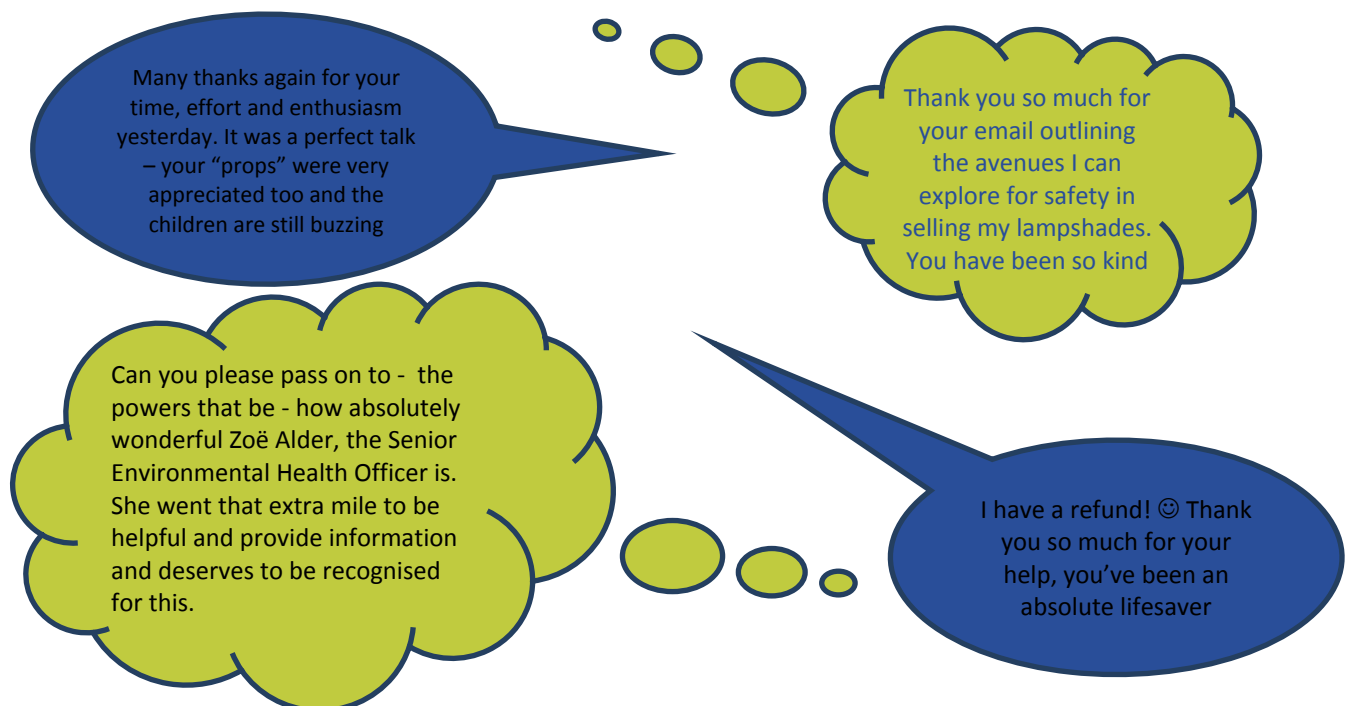 Many thanks again for your
time, effort and enthusiasm
yesterday. It was a perfect talk
– your “props” were very
appreciated too and the
children are still buzzing
Thank you so much for
your email outlining
the avenues I can
explore for safety in
selling my lampshades.
You have been so kind
Can you please pass on to -  the
powers that be - how absolutely
wonderful Zoë Alder, the Senior
Environmental Health Officer is.
She went that extra mile to be
helpful and provide information
and deserves to be recognised
for this.
I have a refund! ☺ Thank
you so much for your
help, you’ve been an
absolute lifesaver